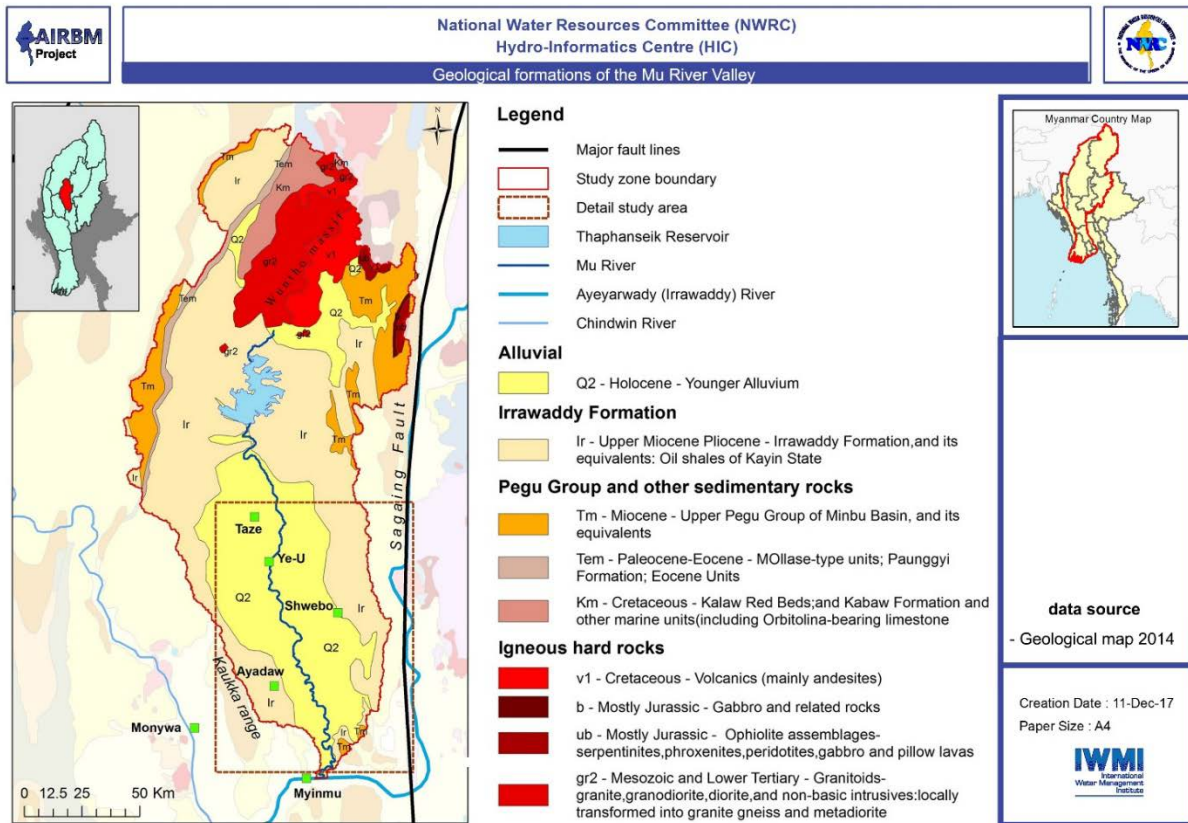 AIRBM
Project
National Water Resources Committee (NWRC)
Hydro-Informatics Centre (HIC)
Geological formations of the Mu River Valley
NWRC
N
Tm
Ir
Tem
Km
gr2
Km
gr2
v1
Q2
gr2
Wuntho massif
v1
Q2
Tm
Tem
Q2
gr2
gr2
Ir
Tm
Tm
Ir
Ir
Tm
Ir
Sagaing Fault
Taze
Ye-U
Q2
Shwebo
Ir
Q2
Ayadaw
Ir
Kaukka range
Monywa
Ir
Tm
Tm
Myinmu
0 12.5 25 50 Km
Legend
Major fault lines
Study zone boundary
Detail study area
Thaphanseik Reservoir
Mu River
Ayeyarwady (Irrawaddy) River
Chindwin River
Alluvial
Q2 - Holocene - Younger Alluvium
Irrawaddy Formation
Ir - Upper Miocene Pliocene - Irrawaddy Formation,and its
equivalents: Oil shales of Kayin State
Pegu Group and other sedimentary rocks
Tm - Miocene - Upper Pegu Group of Minbu Basin, and its
equivalents
Tem - Paleocene-Eocene - MOllase-type units; Paunggyi
Formation; Eocene Units
Km - Cretaceous - Kalaw Red Beds;and Kabaw Formation and
other marine units(including Orbitolina-bearing limestone
Igneous hard rocks
v1 - Cretaceous - Volcanics (mainly andesites)
b - Mostly Jurassic - Gabbro and related rocks
ub - Mostly Jurassic - Ophiolite assemblages-
serpentinites,phroxenites,peridotites,gabbro and pillow lavas
gr2 - Mesozoic and Lower Tertiary - Granitoids-
granite,granodiorite,diorite,and non-basic intrusives:locally
transformed into granite gneiss and metadiorite
Myanmar Country Map
data source
- Geological map 2014
Creation Date : 11-Dec-17
Paper Size : A4
IWMI
International
Water Management
Institute